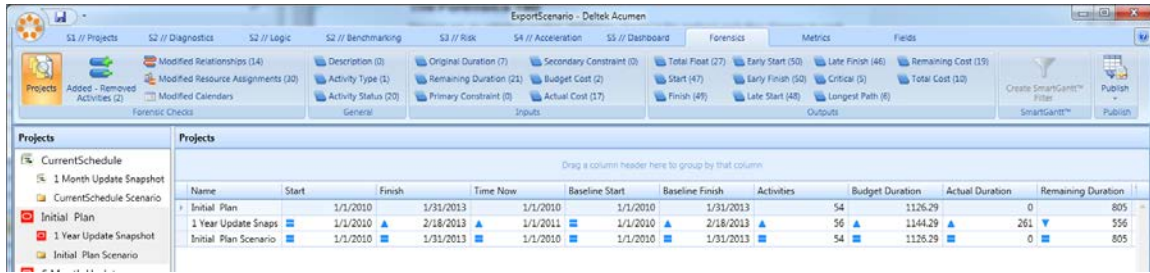 ExportScenario - Deltek Acumen
S1 // Projects S2 // Diagnostics S2 // Logic S2 // Benchmarking S3 // Risk S4 // Acceleration S5 // Dashboard Forensics Metrics Fields
Projects
Added - Removed
Activities (2)
Modified Relationships (14)
Modified Resource Assignments (30)
Modified Calendars
Forensic Checks
Description (0)
Activity Type (1)
Activity Status (20)
General
Original Duration (7) Secondary Constraint (0)
Remaining Duration (21) Budget Cost (2)
Primary Constraint (0) Actual Cost (17)
Inputs
Total Float (27) Early Start (50) Late Finish (46) Remaining Cost (19)
Start (47) Early Finish (50) Critical (5) Total Cost (10)
Finish (49) Late Start (48) Longest Path (6)
Outputs
Create SmartGantt™
Filter
SmartGantt™
Publish
Publish
Projects
CurrentSchedule
1 Month Update Snapshot
CurrentSchedule Scenario
Initial Plan
1 Year Update Snapshot
Initial Plan Scenario
Projects
Drag a column header here to group by that column
Name Start Finish Time Now Baseline Start Baseline Finish Activities Budget Duration Actual Duration Remaining Duration
Initial Plan 1/1/2010 1/31/2013 1/1/2010 1/1/2010 1/31/2013 54 1126.29 0 805
1 Year Update Snaps 1/1/2010 2/18/2013 1/1/2011 1/1/2010 2/18/2013 56 1144.29 261 556
Initial Plan Scenario 1/1/2010 1/31/2013 1/1/2010 1/1/2010 1/31/2013 54 1126.29 0 805